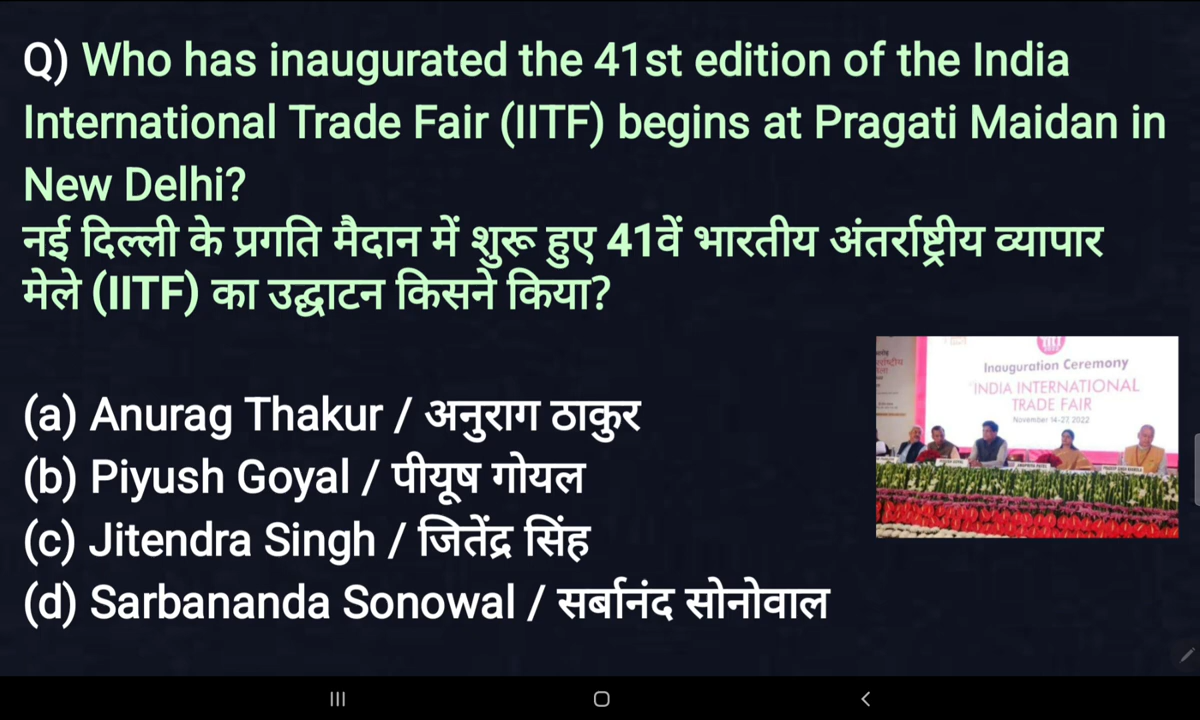 Q) Who has inaugurated the 41st edition of the India
International Trade Fair (IITF) begins at Pragati Maidan in
New Delhi?
नई दिल्ली के प्रगति मैदान में शुरू हुए 41वें भारतीय अंतर्राष्ट्रीय व्यापार
मेले (IITF) का उद्घाटन किसने किया?
Inauguration Ceremony
INDIA INTERNATIONAL
TRADE FAIR
November 14-27, 2022
(a) Anurag Thakur / अनुराग ठाकुर
(b) Piyush Goyal / पीयूष गोयल
(c) Jitendra Singh / जितेंद्र सिंह
(d) Sarbananda Sonowal / सर्बानंद सोनोवाल